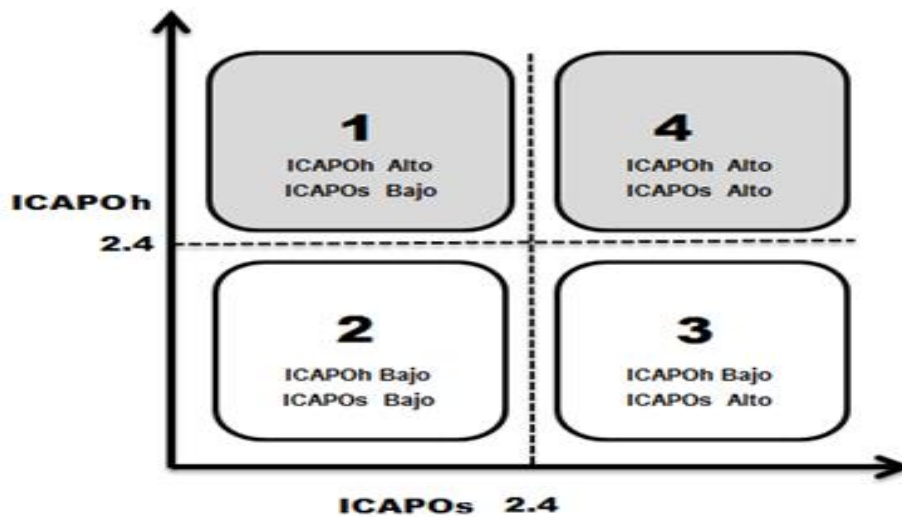 1
ICAPOh Alto
ICAPOs Bajo
4
ICAPOh Alto
ICAPOs Alto
ICAPOh
2.4
2
ICAPOh Bajo
ICAPOs Bajo
3
ICAPOh Bajo
ICAPOs Alto
ICAPOs 2.4